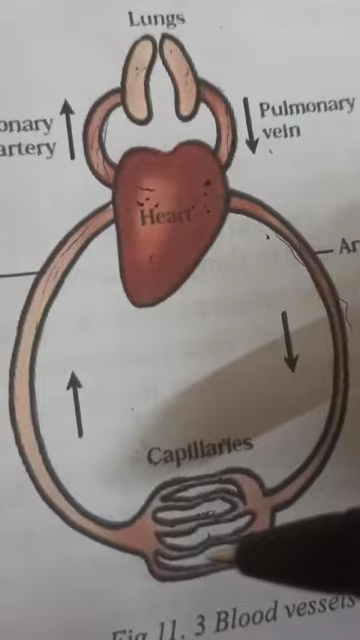 Lungs
onary
artery
Pulmonary
vein
Heart
Ar
Capillaries
Fig 11. 3 Blood vessels